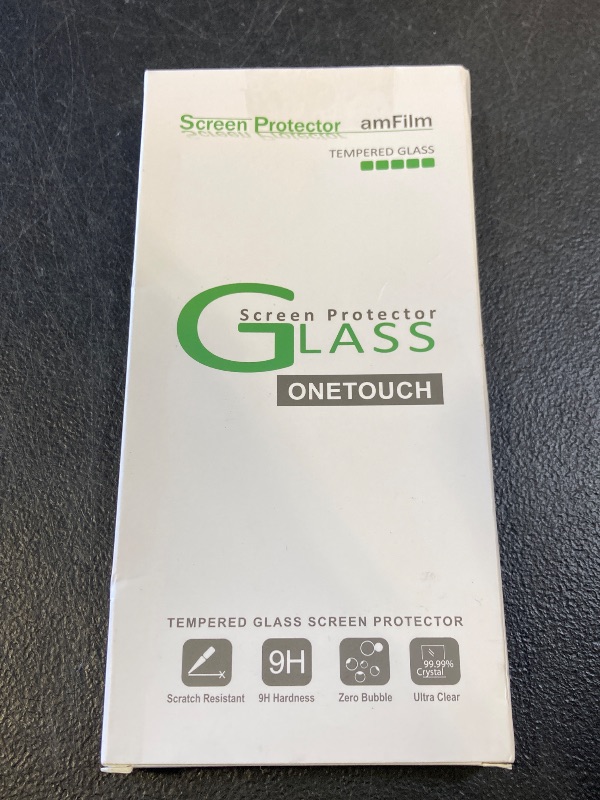 Screen Protector amFilm
TEMPERED GLASS
Screen Protector
GLASS
ONETOUCH
TEMPERED GLASS SCREEN PROTECTOR
9H
99.99%
Crystal
Scratch Resistant 9H Hardness Zero Bubble Ultra Clear